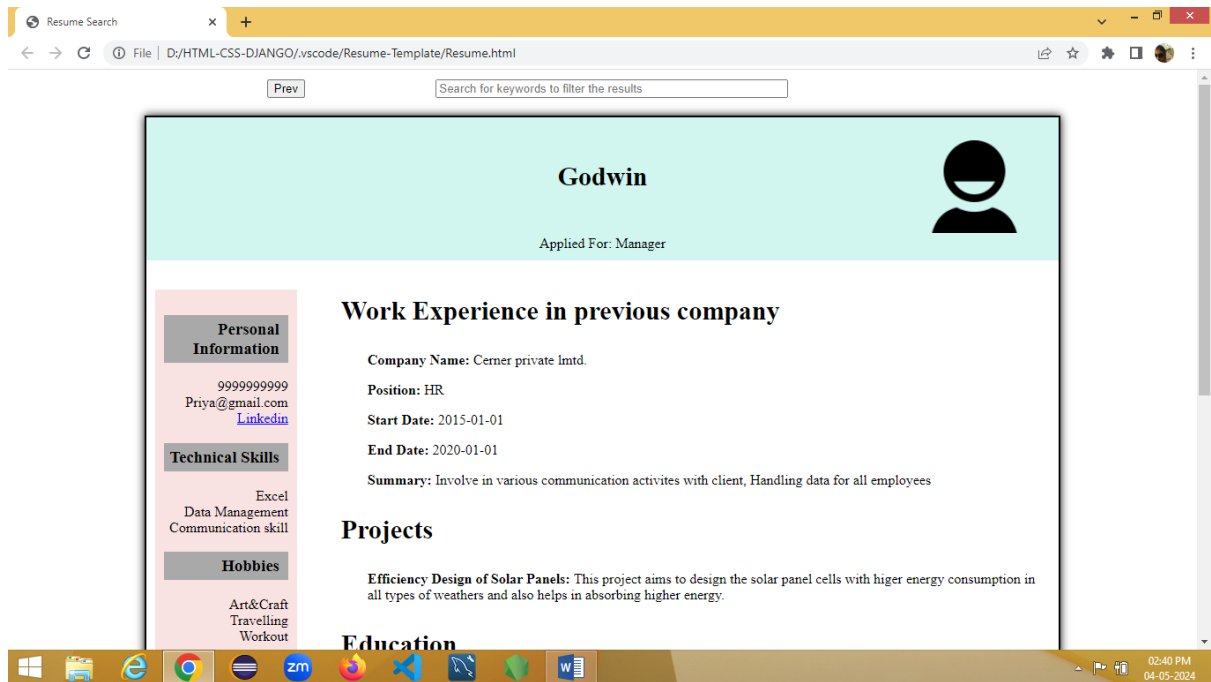 Resume Search
File
D:/HTML-CSS-DJANGO/.vscode/Resume-Template/Resume.html
Prev
Search for keywords to filter the results
Godwin
Applied For: Manager
Personal
Information
9999999999
Priya@gmail.com
Linkedin
Technical Skills
Excel
Data Management
Communication skill
Hobbies
Art&Craft
Travelling
Workout
Work Experience in previous company
Company Name: Cerner private lmtd.
Position: HR
Start Date: 2015-01-01
End Date: 2020-01-01
Summary: Involve in various communication activites with client, Handling data for all employees
Projects
Efficiency Design of Solar Panels: This project aims to design the solar panel cells with higer energy consumption in
all types of weathers and also helps in absorbing higher energy.
Education
zm
W
02:40 PM
04-05-2024